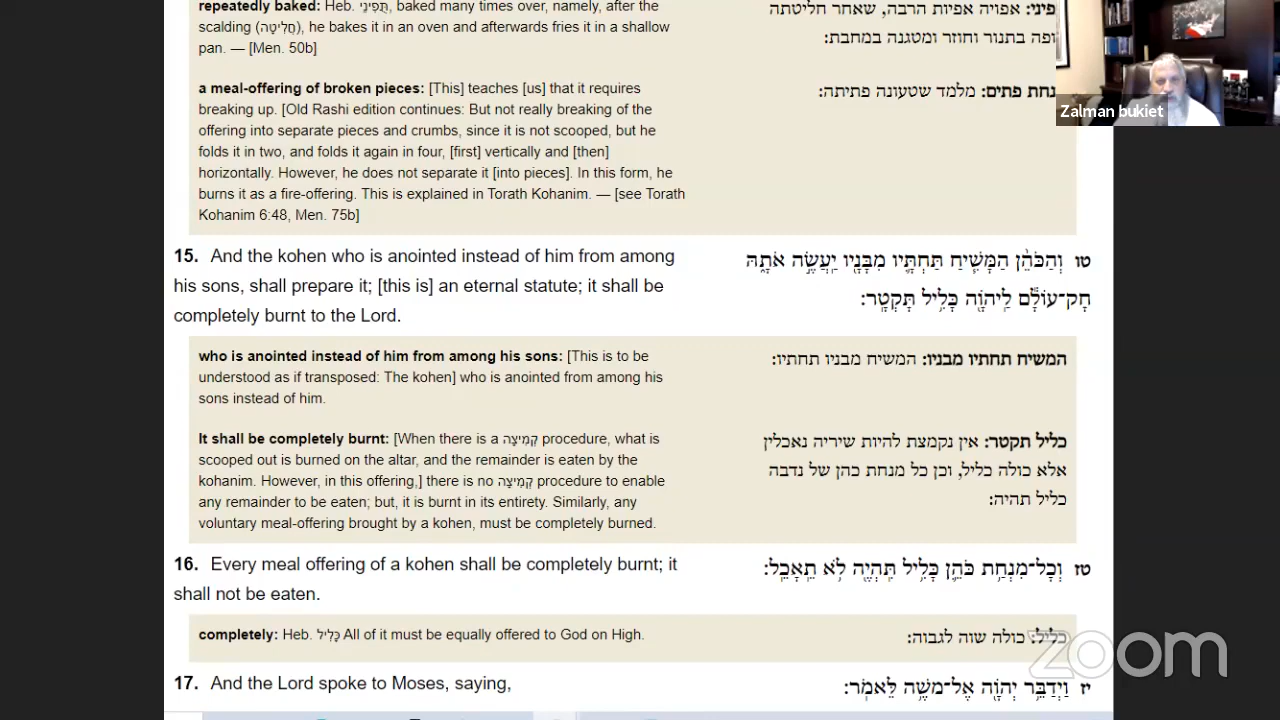 repeatedly baked: Heb. תֻּפִינֵי, baked many times over, namely, after the
scalding (חֲלִיטָה), he bakes it in an oven and afterwards fries it in a shallow
pan. — [Men. 50b]
פיני: אפויה אפיות הרבה, שאחר חליטתה
ופה בתנור וחוזר ומטגנה במחבת:
a meal-offering of broken pieces: [This] teaches [us] that it requires
breaking up. [Old Rashi edition continues: But not really breaking of the
offering into separate pieces and crumbs, since it is not scooped, but he
folds it in two, and folds it again in four, [first] vertically and [then]
horizontally. However, he does not separate it [into pieces]. In this form, he
burns it as a fire-offering. This is explained in Torath Kohanim. — [see Torath
Kohanim 6:48, Men. 75b]
נחת פתים: מלמד שטעונה פתיתה:
Zalman bukiet
15. And the kohen who is anointed instead of him from among
his sons, shall prepare it; [this is] an eternal statute; it shall be
completely burnt to the Lord.
טו וְהַכֹּהֵ֨ן הַמָּשִׁ֧יחַ תַּחְתָּ֛יו מִבָּנָ֖יו יַֽעֲשֶׂ֣ה אֹתָ֑הּ
חָק־עוֹלָ֕ם לַֽיהֹוָ֖ה כָּלִ֥יל תָּקְטָֽר:
who is anointed instead of him from among his sons: [This is to be
understood as if transposed: The kohen] who is anointed from among his
sons instead of him.
המשיח תחתיו מבניו: המשיח מבניו תחתיו:
It shall be completely burnt: [When there is a קְמִיצָה procedure, what is
scooped out is burned on the altar, and the remainder is eaten by the
kohanim. However, in this offering,] there is no קְמִיצָה procedure to enable
any remainder to be eaten; but, it is burnt in its entirety. Similarly, any
voluntary meal-offering brought by a kohen, must be completely burned.
כליל תקטר: אין נקמצת להיות שיריה נאכלין
אלא כולה כליל, וכן כל מנחת כהן של נדבה
כליל תהיה:
16. Every meal offering of a kohen shall be completely burnt; it
shall not be eaten.
טז וְכָל־מִנְחַ֥ת כֹּהֵ֛ן כָּלִ֥יל תִּֽהְיֶ֖ה לֹ֥א תֵֽאָכֵֽל:
completely: Heb. כָּלִיל All of it must be equally offered to God on High.
כליל: כולה שוה לגבוה:
zoom
17. And the Lord spoke to Moses, saying,
יז וַיְדַבֵּ֥ר יְהֹוָ֖ה אֶל־משֶׁ֥ה לֵּאמֹֽר: